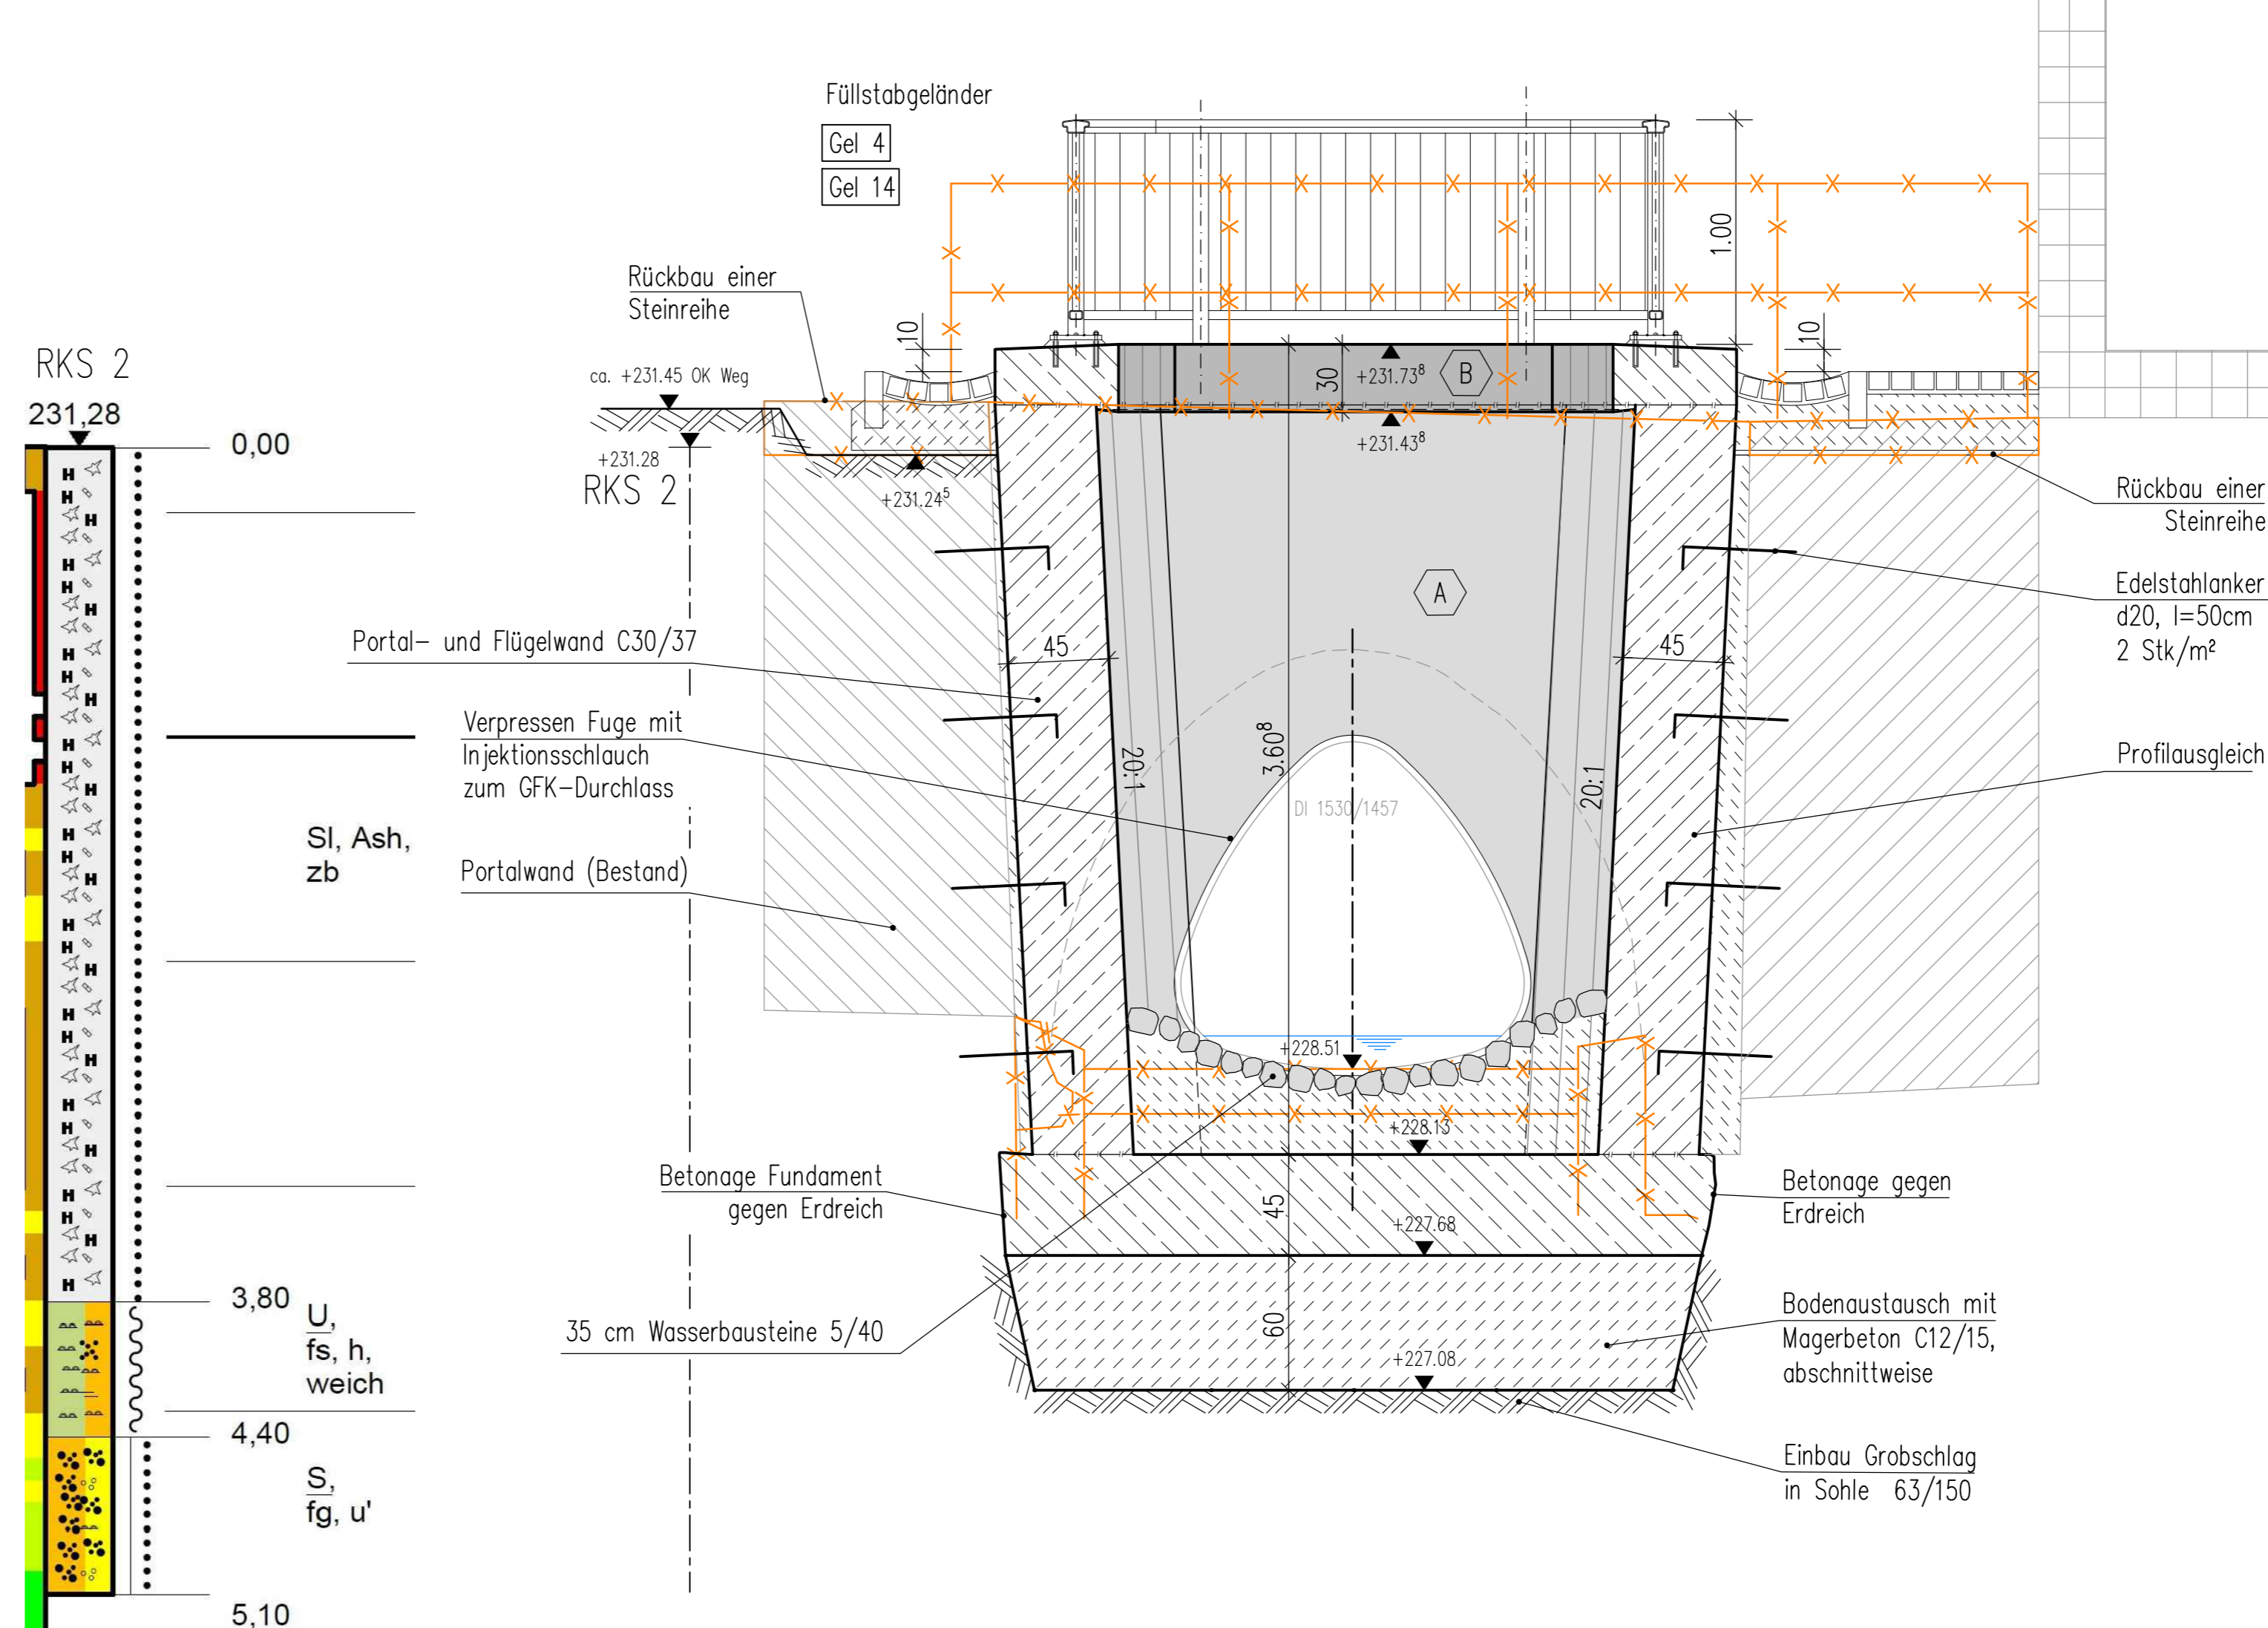 Füllstabgeländer
Gel 4
Gel 14
1.00
Rückbau einer
Steinreihe
10
10
RKS 2
231,28
0,00
ca. +231.45 OK Weg
30
+231.73⁸
B
+231.43⁸
+231.28
RKS 2
+231.24⁵
Rückbau einer
Steinreihe
Edelstahlanker
d20, l=50cm
2 Stk/m²
A
Portal- und Flügelwand C30/37
45
45
Verpressen Fuge mit
Injektionsschlauch
zum GFK-Durchlass
20:1
3.60⁸
20:1
Profilausgleich
DI 1530/1457
Sl, Ash,
zb
Portalwand (Bestand)
+228.51
+228.13
Betonage Fundament
gegen Erdreich
45
+227.68
Betonage gegen
Erdreich
3,80
U,
fs, h,
weich
35 cm Wasserbausteine 5/40
60
+227.08
Bodenaustausch mit
Magerbeton C12/15,
abschnittweise
4,40
S,
fg, u'
Einbau Grobschlag
in Sohle 63/150
5,10